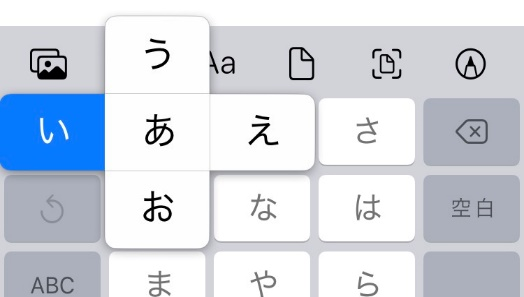 う
Aa
い あ え さ
お な は 空白
ABC ま や ら